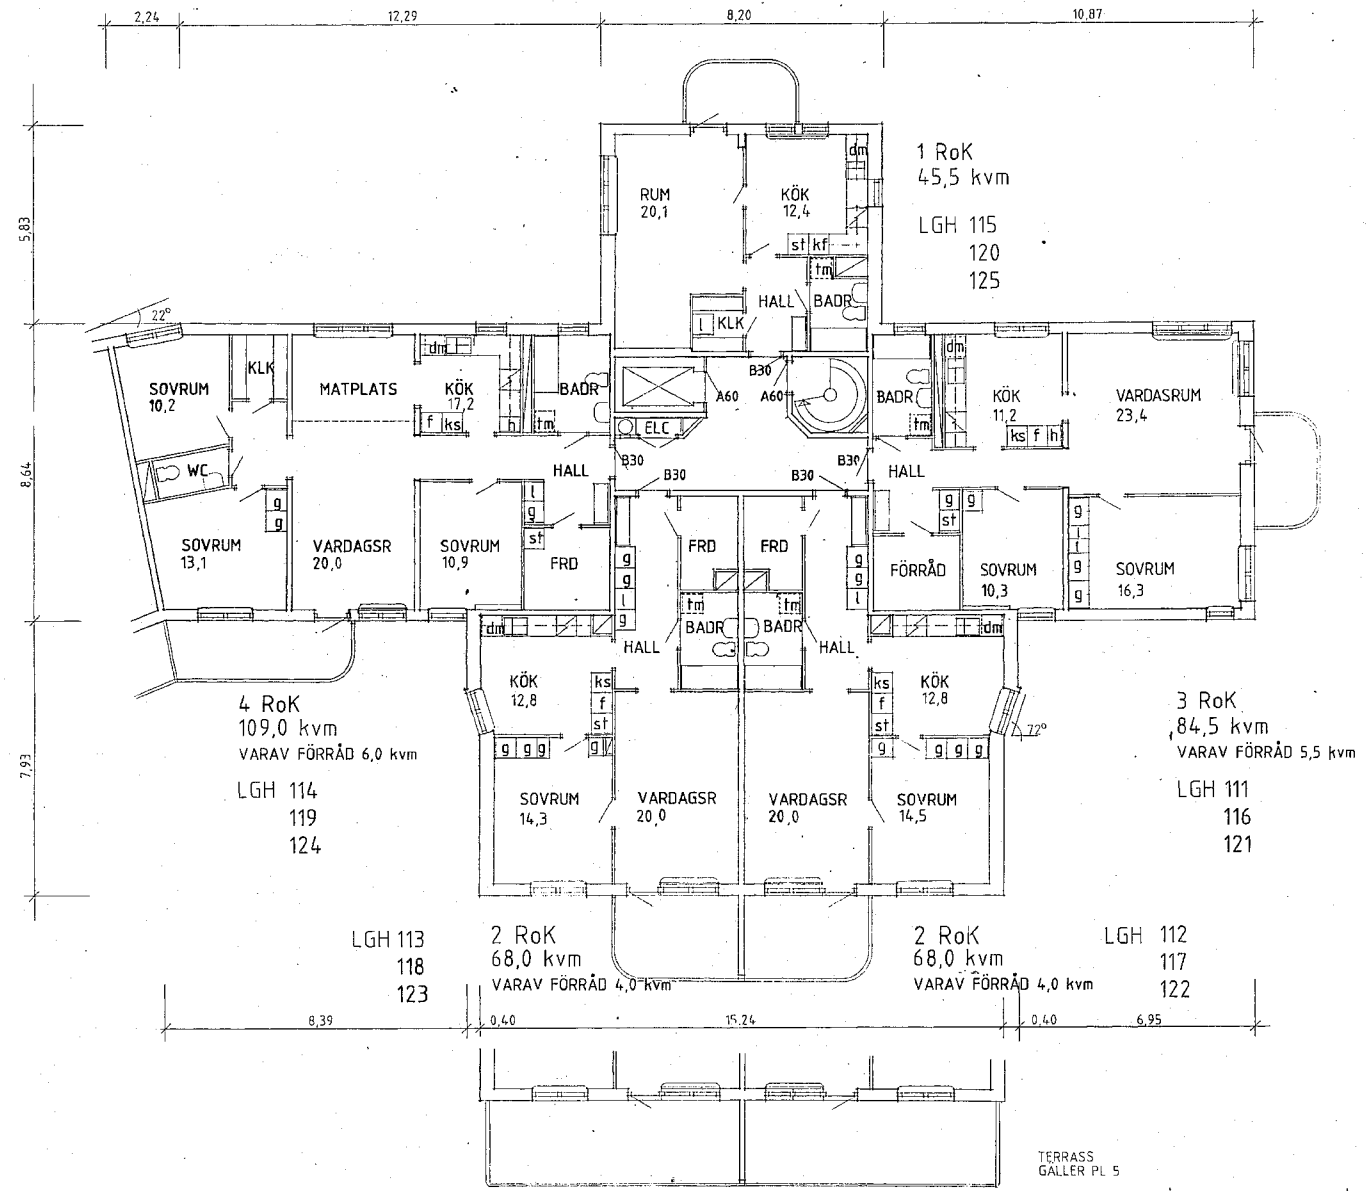 2,24
12,29
8,20
10,87
5,83
8,64
7,93
22°
1 RoK
45,5 kvm
LGH 115
120
125
RUM
20,1
KÖK
12,4
dm
st kf
tm
HALL
BADR
l
KLK
B30
A60
A60
ELC
B30
B30
B30
B30
SOVRUM
10,2
KLK
MATPLATS
dm
KÖK
17,2
f ks
h
BADR
tm
WC
HALL
l
g
st
FRD
g
g
SOVRUM
13,1
VARDAGSR
20,0
SOVRUM
10,9
BADR
tm
dm
KÖK
11,2
ks f h
VARDASRUM
23,4
HALL
g
st
g
FÖRRÅD
SOVRUM
10,3
g
l
g
g
SOVRUM
16,3
FRD
FRD
g
g
l
g
g
g
l
tm
tm
BADR
BADR
HALL
HALL
dm
KÖK
12,8
ks
f
st
g g g
g
SOVRUM
14,3
VARDAGSR
20,0
VARDAGSR
20,0
dm
KÖK
12,8
ks
f
st
g
g g g
SOVRUM
14,5
72°
4 RoK
109,0 kvm
VARAV FÖRRÅD 6,0 kvm
LGH 114
119
124
3 RoK
84,5 kvm
VARAV FÖRRÅD 5,5 kvm
LGH 111
116
121
LGH 113
118
123
2 RoK
68,0 kvm
VARAV FÖRRÅD 4,0 kvm
2 RoK
68,0 kvm
VARAV FÖRRÅD 4,0 kvm
LGH 112
117
122
8,39
0,40
15,24
0,40
6,95
TERRASS
GÄLLER PL 5